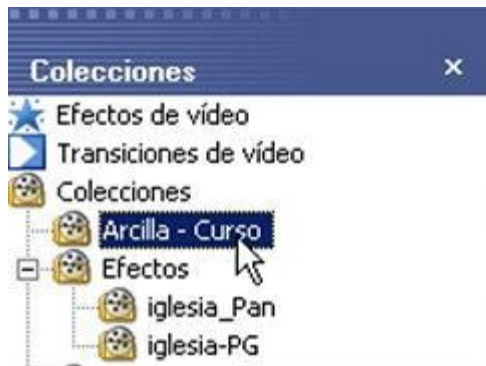 Colecciones
Efectos de vídeo
Transiciones de vídeo
Colecciones
Arcilla - Curso
Efectos
iglesia_Pan
iglesia-PG